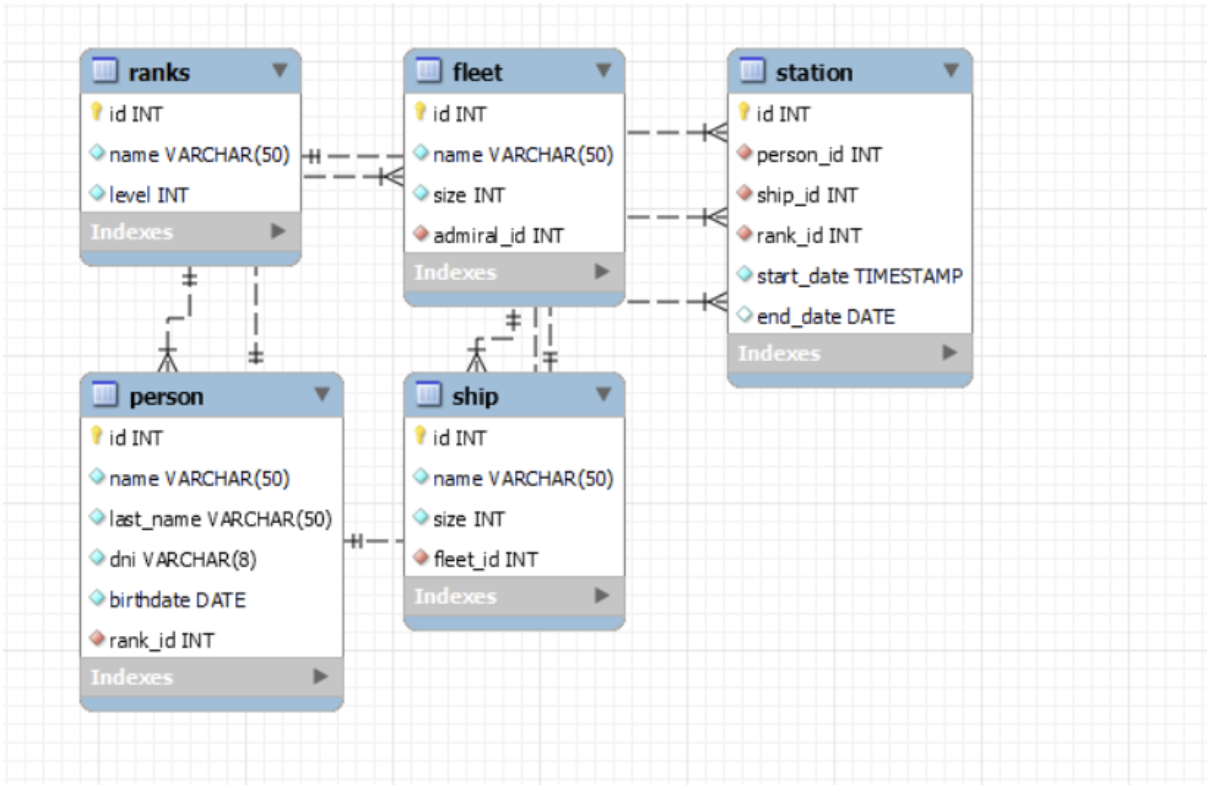 ranks
id INT
name VARCHAR(50)
level INT
Indexes
fleet
id INT
name VARCHAR(50)
size INT
admiral_id INT
Indexes
station
id INT
person_id INT
ship_id INT
rank_id INT
start_date TIMESTAMP
end_date DATE
Indexes
person
id INT
name VARCHAR(50)
last_name VARCHAR(50)
dni VARCHAR(8)
birthdate DATE
rank_id INT
Indexes
ship
id INT
name VARCHAR(50)
size INT
fleet_id INT
Indexes